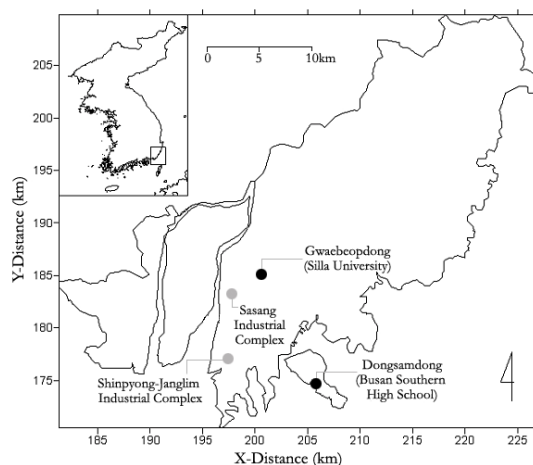 205
200
195
192
185
180
175
Y-Distance (km)
0 5 10km
Gwaebeopdong
(Silla University)
Sasang
Industrial
Complex
Shinpyong-Janglim
Industrial Complex
Dongsamdong
(Busan Southern
High School)
185 190 195 200 205 210 215 220 225
X-Distance (km)